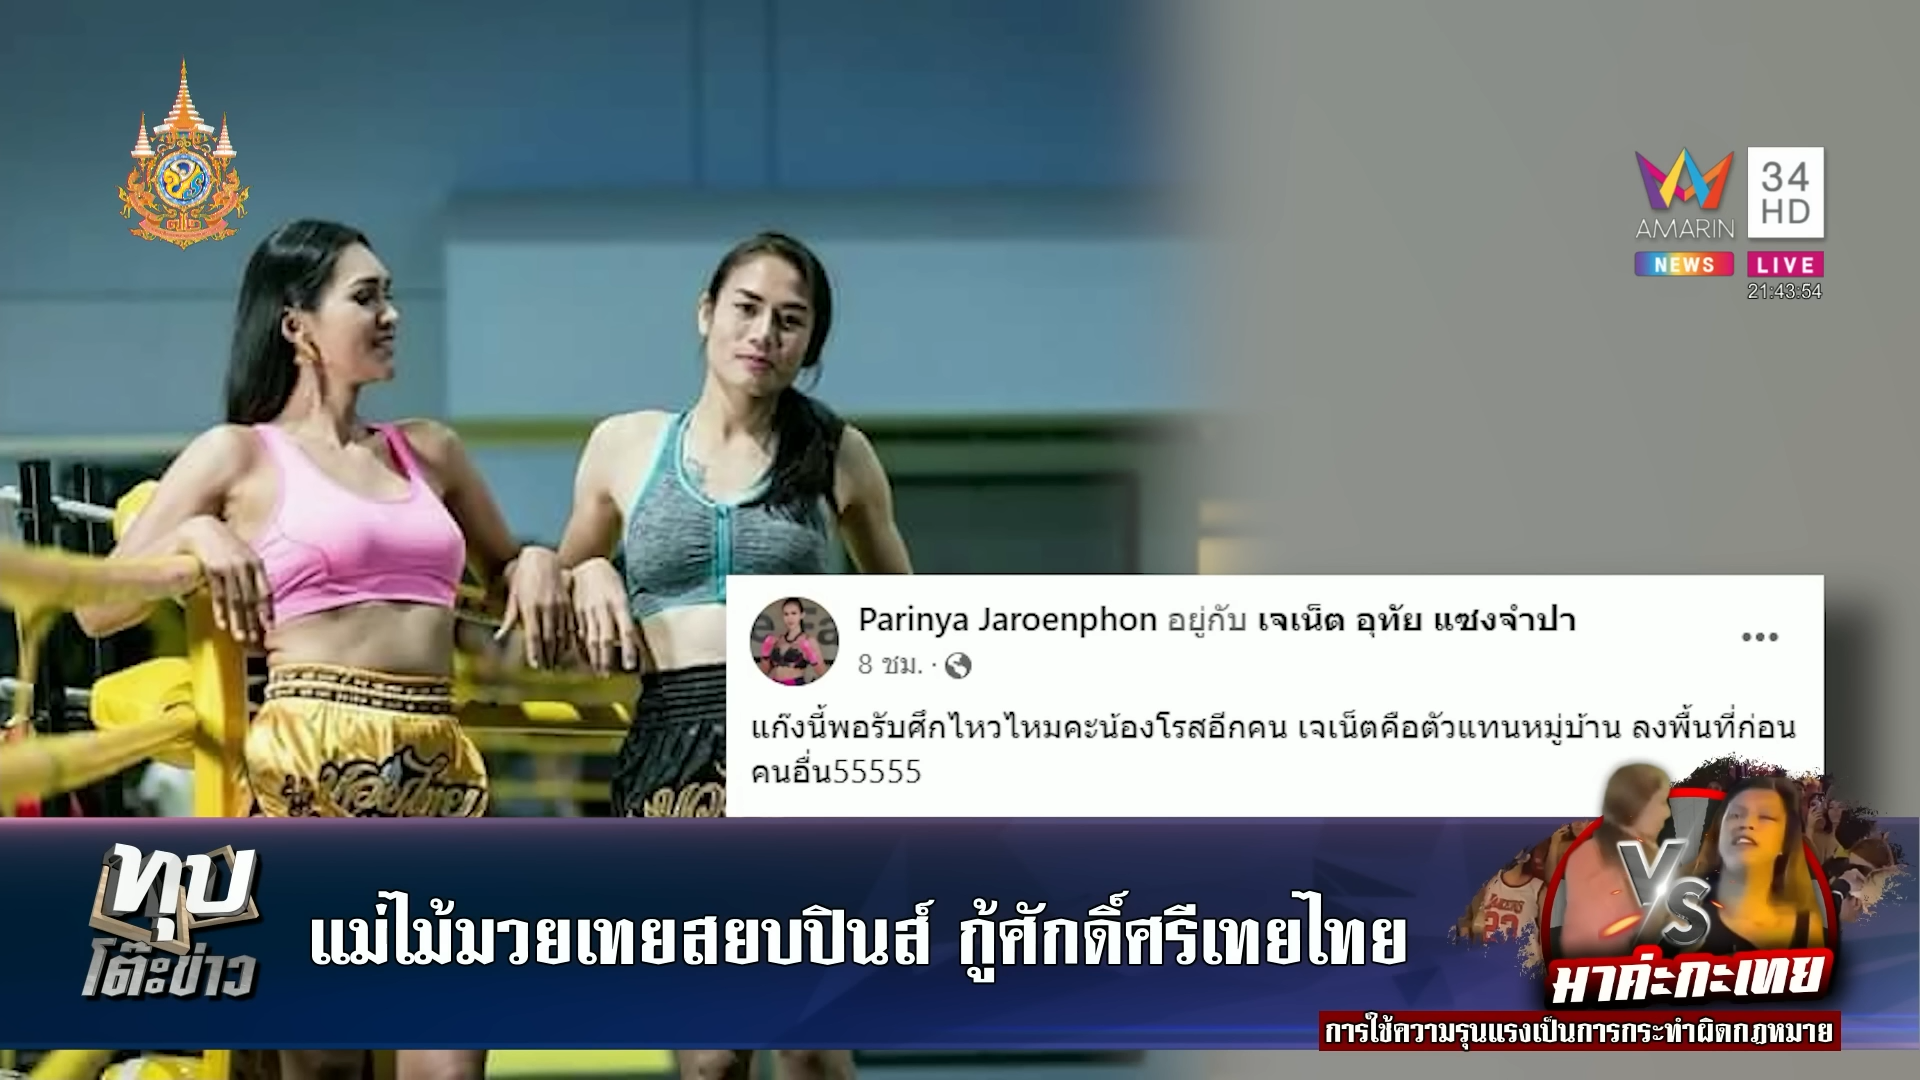 34
HD
AMARIN
NEWS
LIVE
21:43:54
Parinya Jaroenphon อยู่กับ เจเน็ต อุทัย แซงจำปา
8 ชม. ·
แก๊งนี้พอรับศึกไหวไหมคะน้องโรสอีกคน เจเน็ตคือตัวแทนหมู่บ้าน ลงพื้นที่ก่อน
คนอื่น55555
ทุบ
โต๊ะข่าว
แม่ไม้มวยเทยสยบปินส์ กู้ศักดิ์ศรีเทยไทย
VS
มาค่ะกะเทย
การใช้ความรุนแรงเป็นการกระทำผิดกฎหมาย